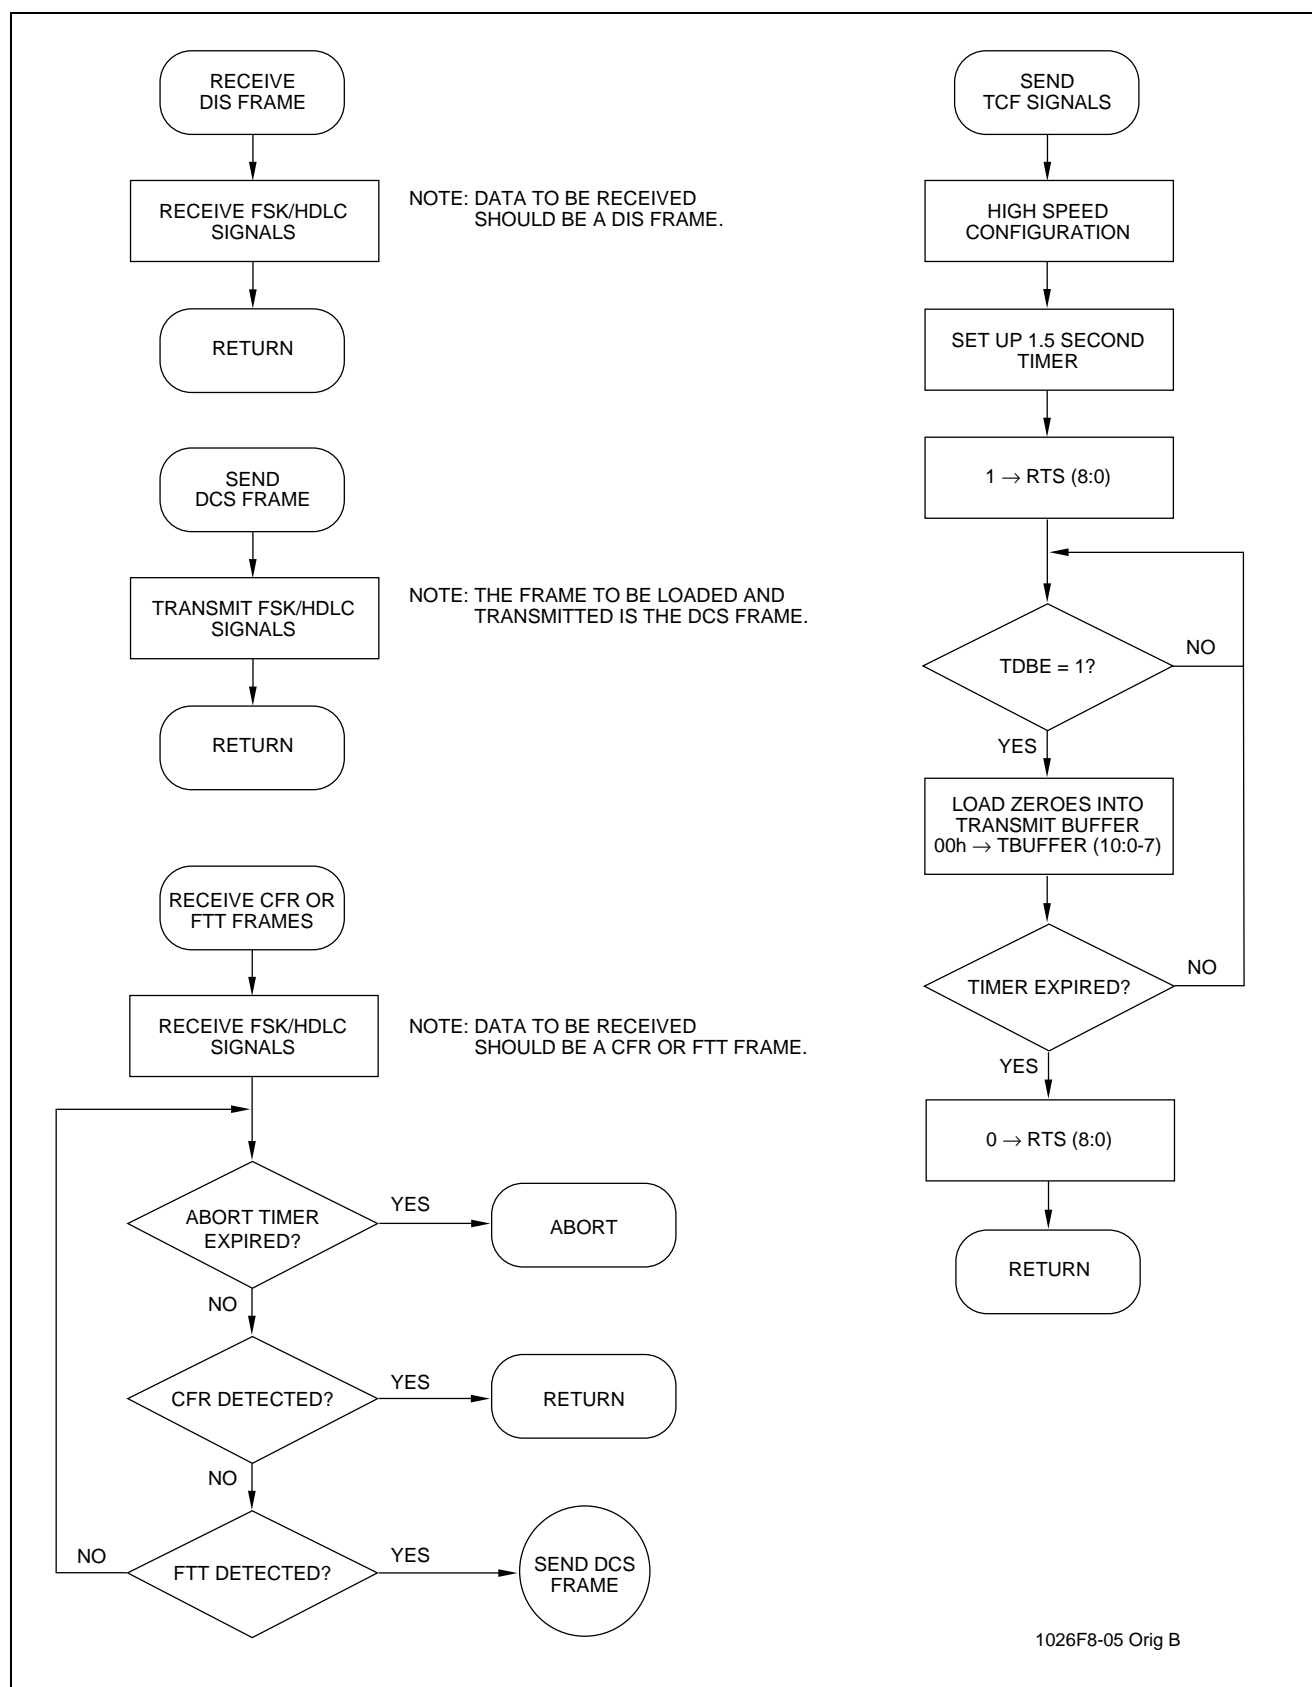 RECEIVE
DIS FRAME
RECEIVE FSK/HDLC
SIGNALS
NOTE: DATA TO BE RECEIVED
SHOULD BE A DIS FRAME.
RETURN
SEND
DCS FRAME
TRANSMIT FSK/HDLC
SIGNALS
NOTE: THE FRAME TO BE LOADED AND
TRANSMITTED IS THE DCS FRAME.
RETURN
RECEIVE CFR OR
FTT FRAMES
RECEIVE FSK/HDLC
SIGNALS
NOTE: DATA TO BE RECEIVED
SHOULD BE A CFR OR FTT FRAME.
ABORT TIMER
EXPIRED?
YES
ABORT
NO
CFR DETECTED?
YES
RETURN
NO
FTT DETECTED?
NO
YES
SEND DCS
FRAME
SEND
TCF SIGNALS
HIGH SPEED
CONFIGURATION
SET UP 1.5 SECOND
TIMER
1 → RTS (8:0)
TDBE = 1?
NO
YES
LOAD ZEROES INTO
TRANSMIT BUFFER
00h → TBUFFER (10:0-7)
TIMER EXPIRED?
NO
YES
0 → RTS (8:0)
RETURN
1026F8-05 Orig B